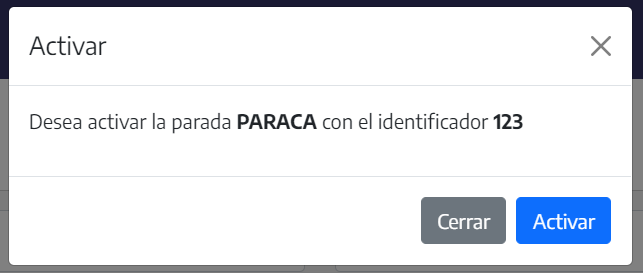 Activar
Desea activar la parada PARACA con el identificador 123
Cerrar
Activar